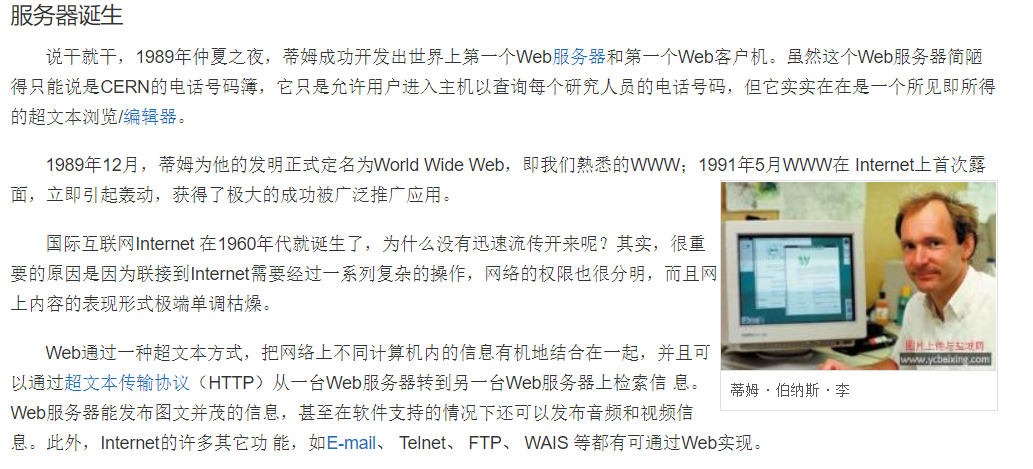 服务器诞生
说干就干，1989年仲夏之夜，蒂姆成功开发出世界上第一个Web服务器和第一个Web客户机。虽然这个Web服务器简陋
得只能说是CERN的电话号码簿，它只是允许用户进入主机以查询每个研究人员的电话号码，但它实实在在是一个所见即所得
的超文本浏览/编辑器。
1989年12月，蒂姆为他的发明正式定名为World Wide Web，即我们熟悉的WWW；1991年5月WWW在 Internet上首次露
面，立即引起轰动，获得了极大的成功被广泛推广应用。
国际互联网Internet 在1960年代就诞生了，为什么没有迅速流传开来呢？其实，很重
要的原因是因为联接到Internet需要经过一系列复杂的操作，网络的权限也很分明，而且网
上内容的表现形式极端单调枯燥。
Web通过一种超文本方式，把网络上不同计算机内的信息有机地结合在一起，并且可
以通过超文本传输协议（HTTP）从一台Web服务器转到另一台Web服务器上检索信 息。
Web服务器能发布图文并茂的信息，甚至在软件支持的情况下还可以发布音频和视频信
息。此外，Internet的许多其它功 能，如E-mail、 Telnet、 FTP、 WAIS 等都有可通过Web实现。
www.ycbaixing.com
蒂姆·伯纳斯·李